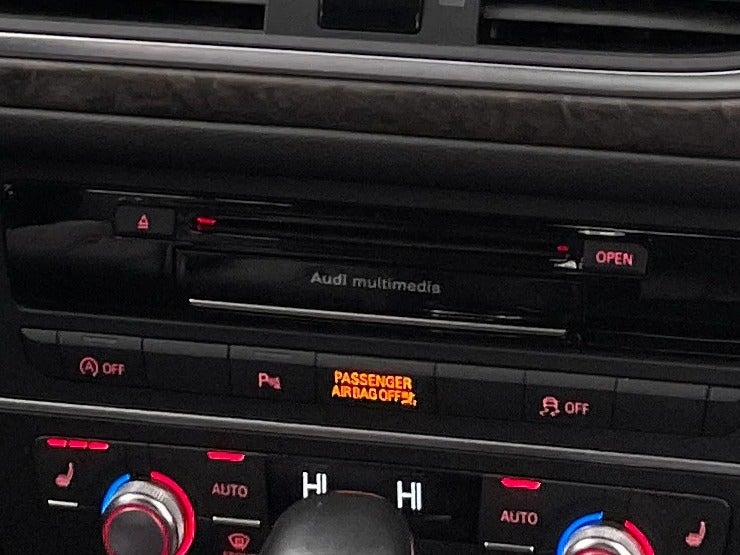 OPEN
Audi multimedia
A OFF
P
PASSENGER
AIRBAG OFF
OFF
AUTO
HI
HI
AUTO